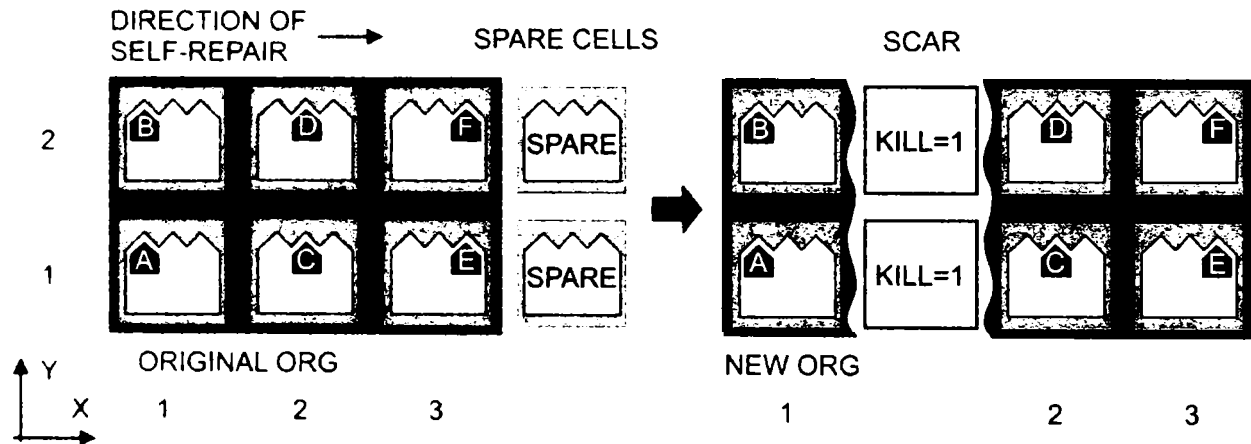 DIRECTION OF
SELF-REPAIR
SPARE CELLS
SCAR
2
B
D
F
SPARE
B
KILL=1
D
F
1
A
C
E
SPARE
A
KILL=1
C
E
ORIGINAL ORG
NEW ORG
Y
X
1
2
3
1
2
3